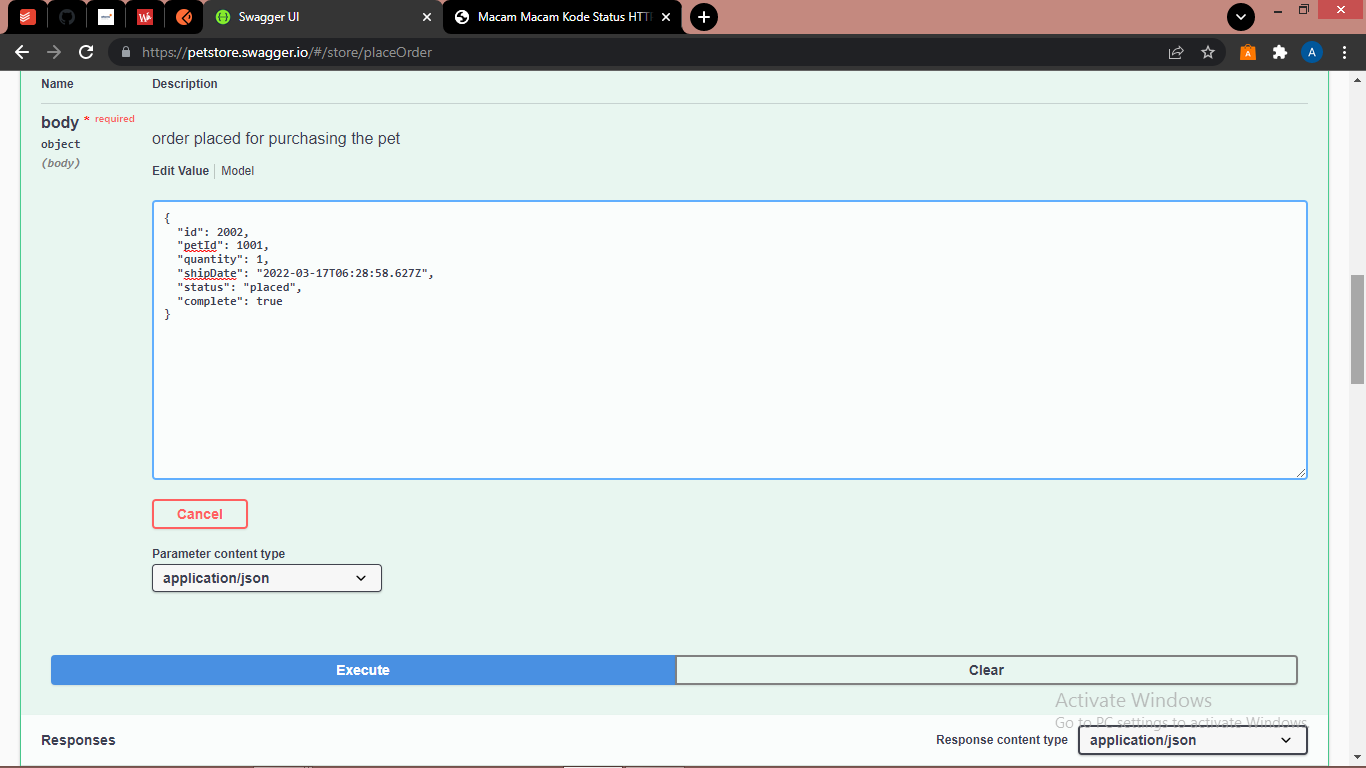 Swagger UI
Macam Macam Kode Status HTT
https://petstore.swagger.io/#/store/placeOrder
A
Name Description
body * required
object
(body)
order placed for purchasing the pet
Edit Value Model
{
"id": 2002,
"petId": 1001,
"quantity": 1,
"shipDate": "2022-03-17T06:28:58.627Z",
"status": "placed",
"complete": true
}
Cancel
Parameter content type
application/json
Execute Clear
Activate Windows
Go to PC settings to activate Windows
Responses Response content type application/json